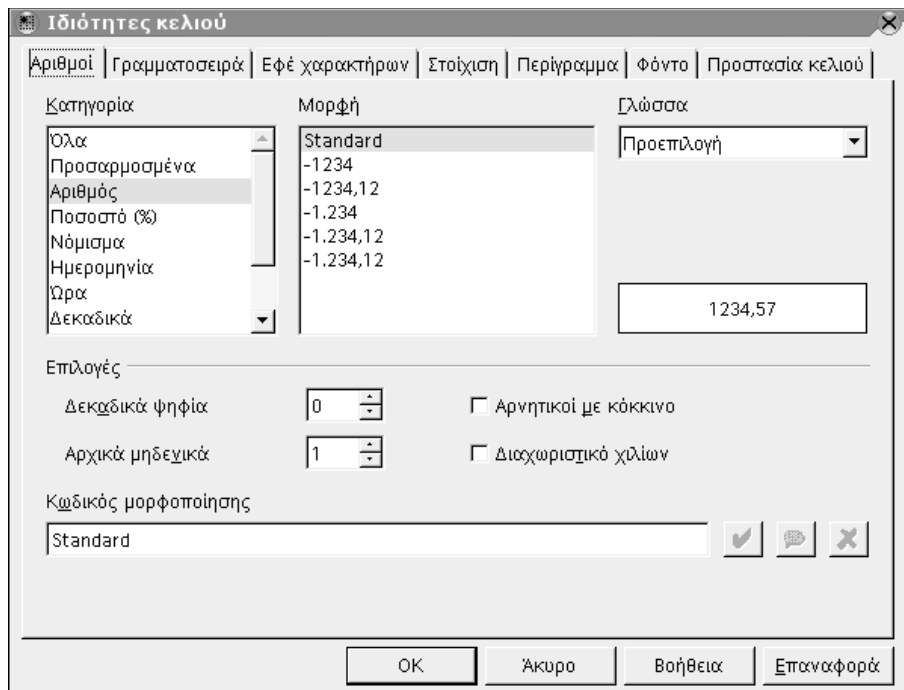 Ιδιότητες κελιού
Αριθμοί Γραμματοσειρά Εφέ χαρακτήρων Στοίχιση Περίγραμμα Φόντο Προστασία κελιού
Κατηγορία
Όλα
Προσαρμοσμένα
Αριθμός
Ποσοστό (%)
Νόμισμα
Ημερομηνία
Ώρα
Δεκαδικά
Μορφή
Standard
-1234
-1234,12
-1.234
-1.234,12
-1.234,12
Γλώσσα
Προεπιλογή
1234,57
Επιλογές
Δεκαδικά ψηφία 0 Αρνητικοί με κόκκινο
Αρχικά μηδενικά 1 Διαχωριστικό χιλίων
Κωδικός μορφοποίησης
Standard
OK Άκυρο Βοήθεια Επαναφορά